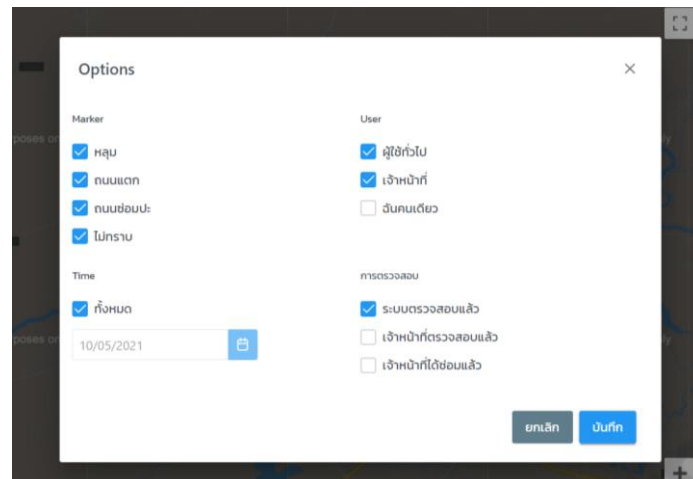 Options
Marker
หลุม
ถนนแตก
ถนนซ่อมปะ
ไม่ทราบ
User
ผู้ใช้ทั่วไป
เจ้าหน้าที่
ฉันคนเดียว
Time
ทั้งหมด
10/05/2021
การตรวจสอบ
ระบบตรวจสอบแล้ว
เจ้าหน้าที่ตรวจสอบแล้ว
เจ้าหน้าที่ได้ซ่อมแล้ว
ยกเลิก
บันทึก
poses on
poses on